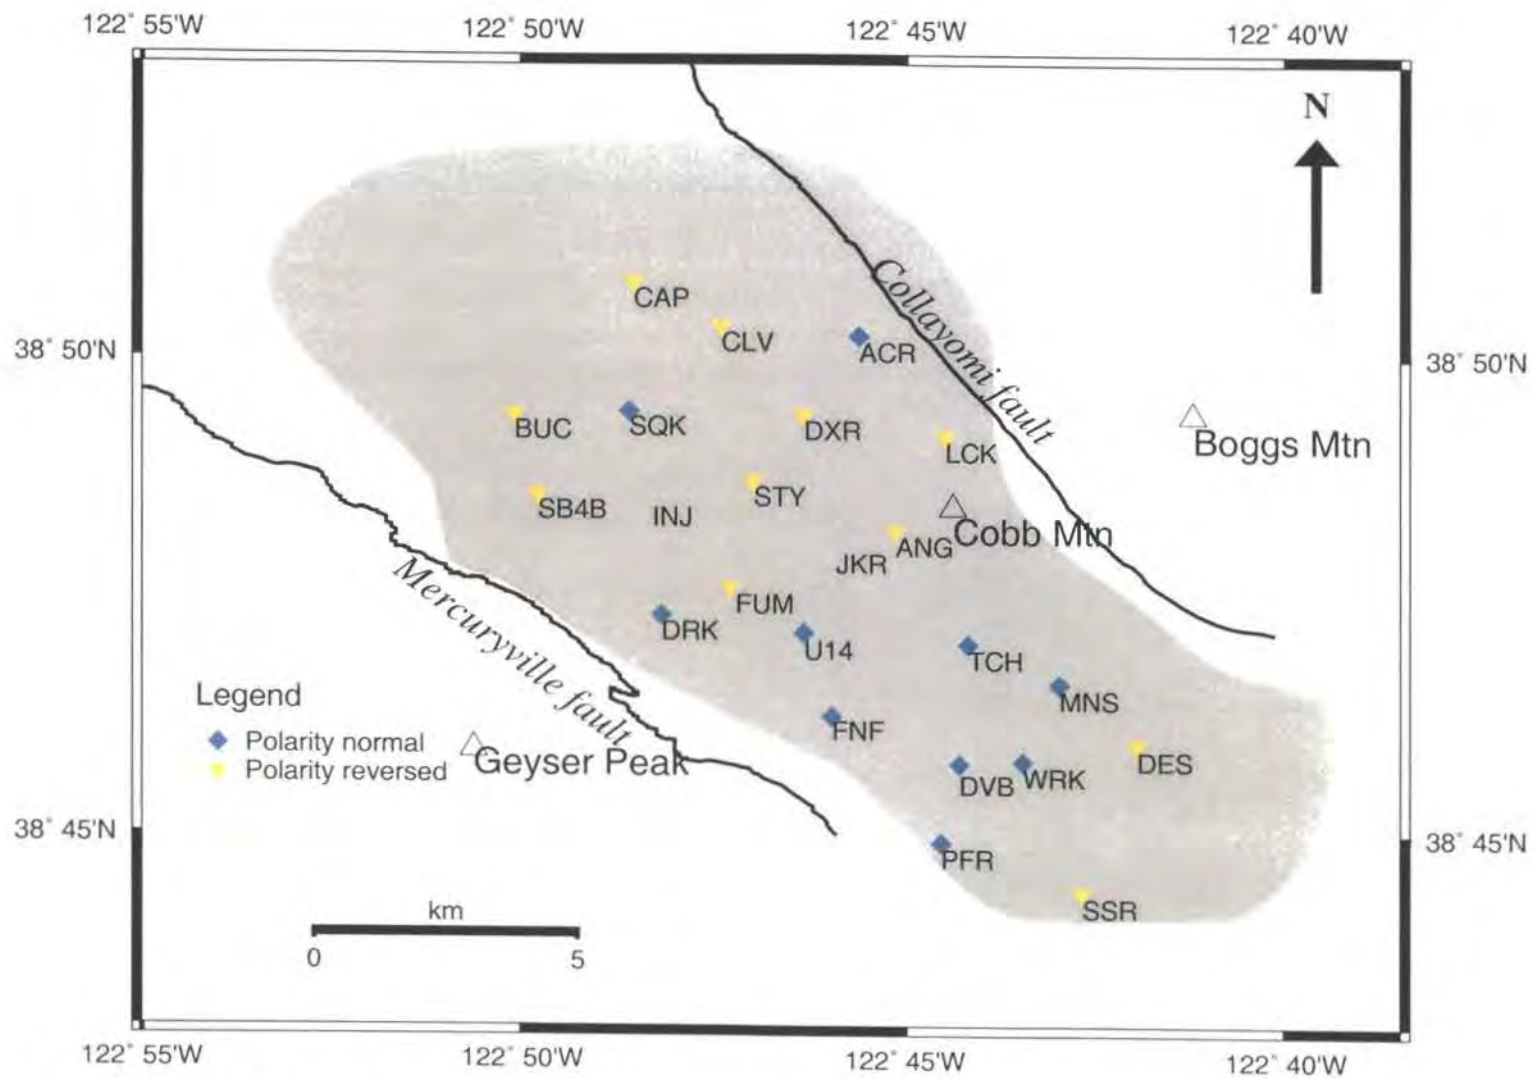 122° 55'W 122° 50'W 122° 45'W 122° 40'W
N
CAP
CLV
38° 50'N
ACR
38° 50'N
Collayomi fault
BUC
SQK
DXR
LCK
Boggs Mtn
SB4B
INJ
STY
ANG
Cobb Mtn
JKR
Mercuryville fault
FUM
DRK
U14
TCH
MNS
Legend
Polarity normal
Polarity reversed
Geyser Peak
FNF
DES
DVB
WRK
38° 45'N
38° 45'N
PFR
SSR
km
0 5
122° 55'W 122° 50'W 122° 45'W 122° 40'W